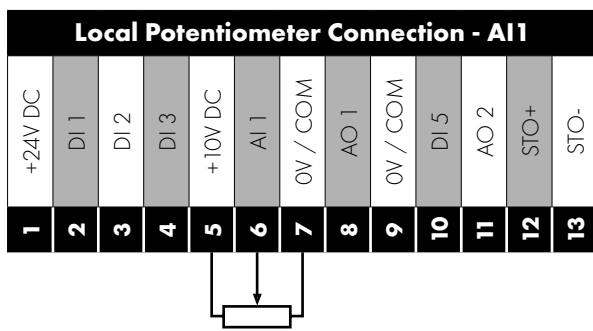 Local Potentiometer Connection - AI1
+24V DC
DI 1
DI 2
DI 3
+10V DC
AI 1
0V / COM
AO 1
0V / COM
DI 5
AO 2
STO+
STO-
1
2
3
4
5
6
7
8
9
10
11
12
13